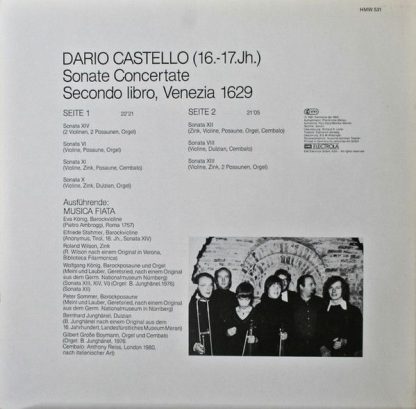 HMW 531
DARIO CASTELLO (16.-17.Jh.)
Sonate Concertate
Secondo libro, Venezia 1629
SEITE 1 22'21
Sonata XIV
(2 Violinen, 2 Posaunen, Orgel)
Sonata VI
(Violine, Posaune, Orgel)
Sonata XI
(Violine, Zink, Posaune, Cembalo)
Sonata X
(Violine, Zink, Dulzian, Orgel)
SEITE 2 21'05
Sonata XII
(Zink, Violine, Posaune, Orgel, Cembalo)
Sonata VIII
(Violine, Dulzian, Cembalo)
Sonata XIII
(Violine, Zink, 2 Posaunen, Orgel)
ELECTROLA
Ausführende:
MUSICA FIATA
Eva König, Barockvioline
(Pietro Ambroggi, Roma 1757)
Elfriede Stahmer, Barockvioline
(Anonymus, Tirol, 18. Jh., Sonata XIV)
Roland Wilson, Zink
(R. Wilson nach einem Original in Verona,
Biblioteca Filarmonica)
Wolfgang König, Barockposaune und Orgel
(Meinl und Lauber, Geretsried, nach einem Original
aus dem Germ. Nationalmuseum in Nürnberg)
(Sonata XIII, XIV, VI)
(Orgel: B. Junghänel 1976)
(Sonata XII)
Peter Sommer, Barockposaune
(Meinl und Lauber, Geretsried, nach einem Original
aus dem Germ. Nationalmuseum in Nürnberg)
Bernhard Junghänel, Dulzian
(B. Junghänel nach einem Original aus dem
16. Jahrhundert, Landesfürstliches Museum Meran)
Gilbert Große Boymann, Orgel und Cembalo
(Orgel: B. Junghänel, 1976
Cembalo: Anthony Reiss, London 1980,
nach italienischer Art)